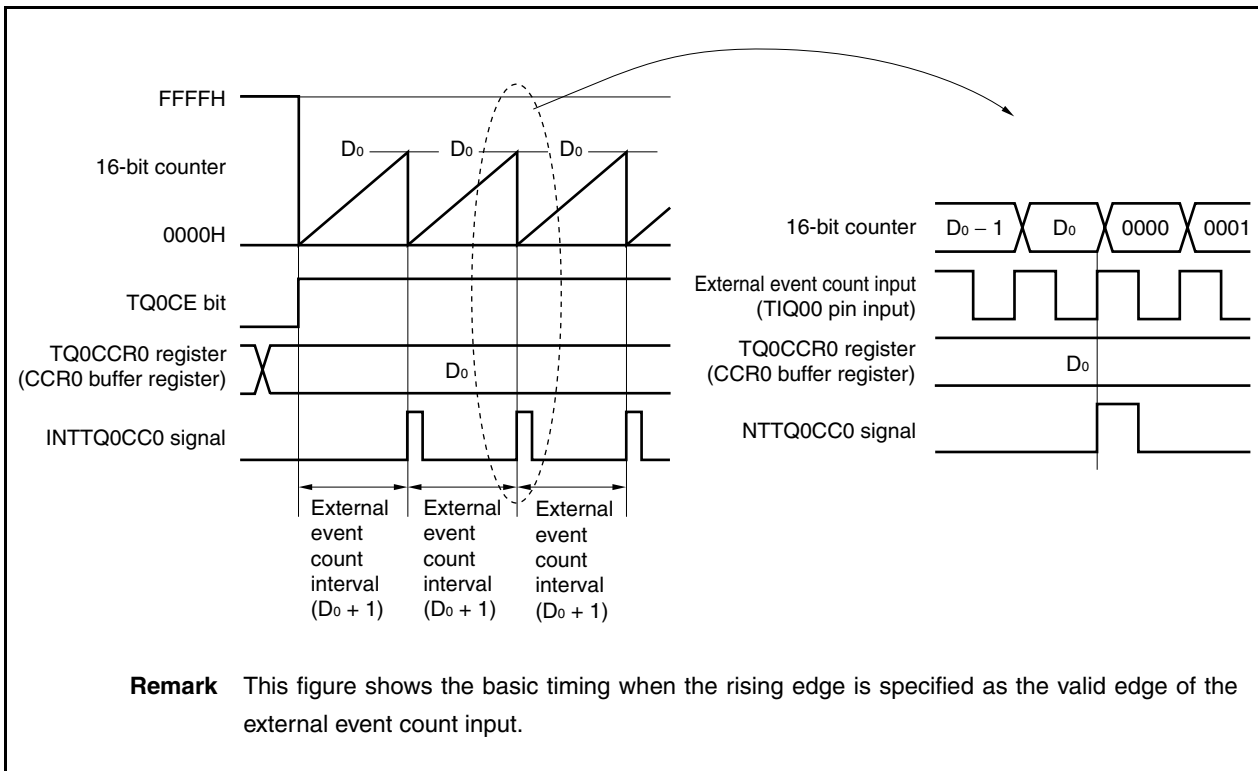 FFFFH
16-bit counter
0000H
D0
D0
D0
TQ0CE bit
TQ0CCR0 register
(CCR0 buffer register)
D0
INTTQ0CC0 signal
External
event
count
interval
(D0 + 1)
External
event
count
interval
(D0 + 1)
External
event
count
interval
(D0 + 1)
16-bit counter
D0 − 1
D0
0000
0001
External event count input
(TIQ00 pin input)
TQ0CCR0 register
(CCR0 buffer register)
D0
NTTQ0CC0 signal
Remark This figure shows the basic timing when the rising edge is specified as the valid edge of the
external event count input.